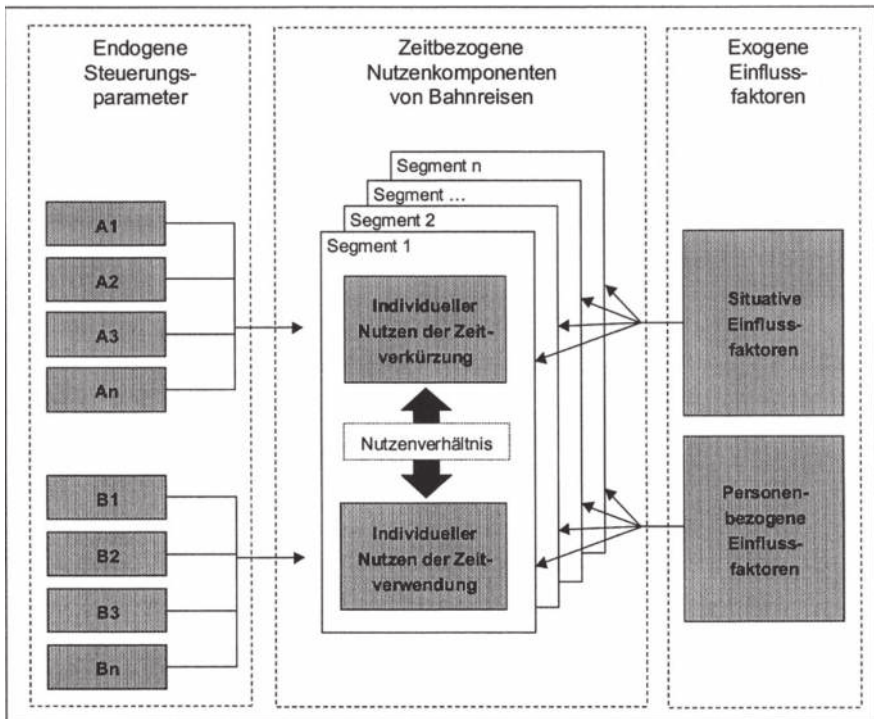 Endogene
Steuerungs-
parameter
A1
A2
A3
An
B1
B2
B3
Bn
Zeitbezogene
Nutzenkomponenten
von Bahnreisen
Segment n
Segment ...
Segment 2
Segment 1
Individueller
Nutzen der Zeit-
verkürzung
Nutzenverhältnis
Individueller
Nutzen der Zeit-
verwendung
Exogene
Einfluss-
faktoren
Situative
Einfluss-
faktoren
Personen-
bezogene
Einfluss-
faktoren